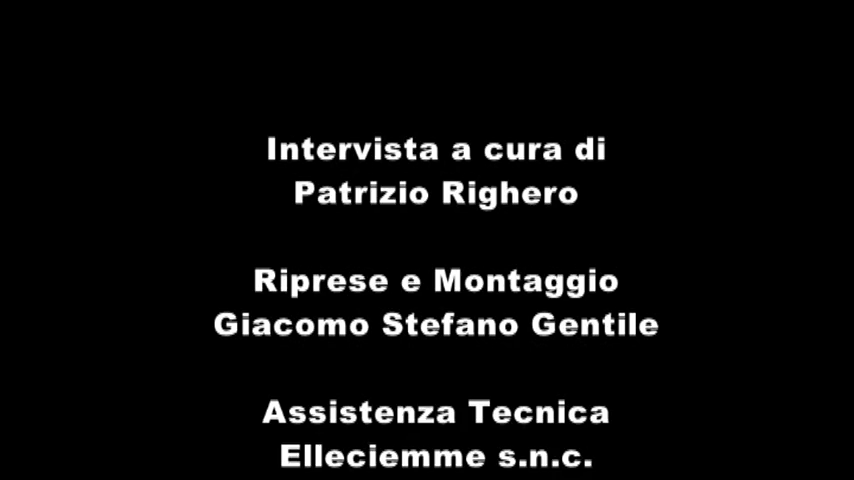 Intervista a cura di
Patrizio Righero
Riprese e Montaggio
Giacomo Stefano Gentile
Assistenza Tecnica
Elleciemme s.n.c.